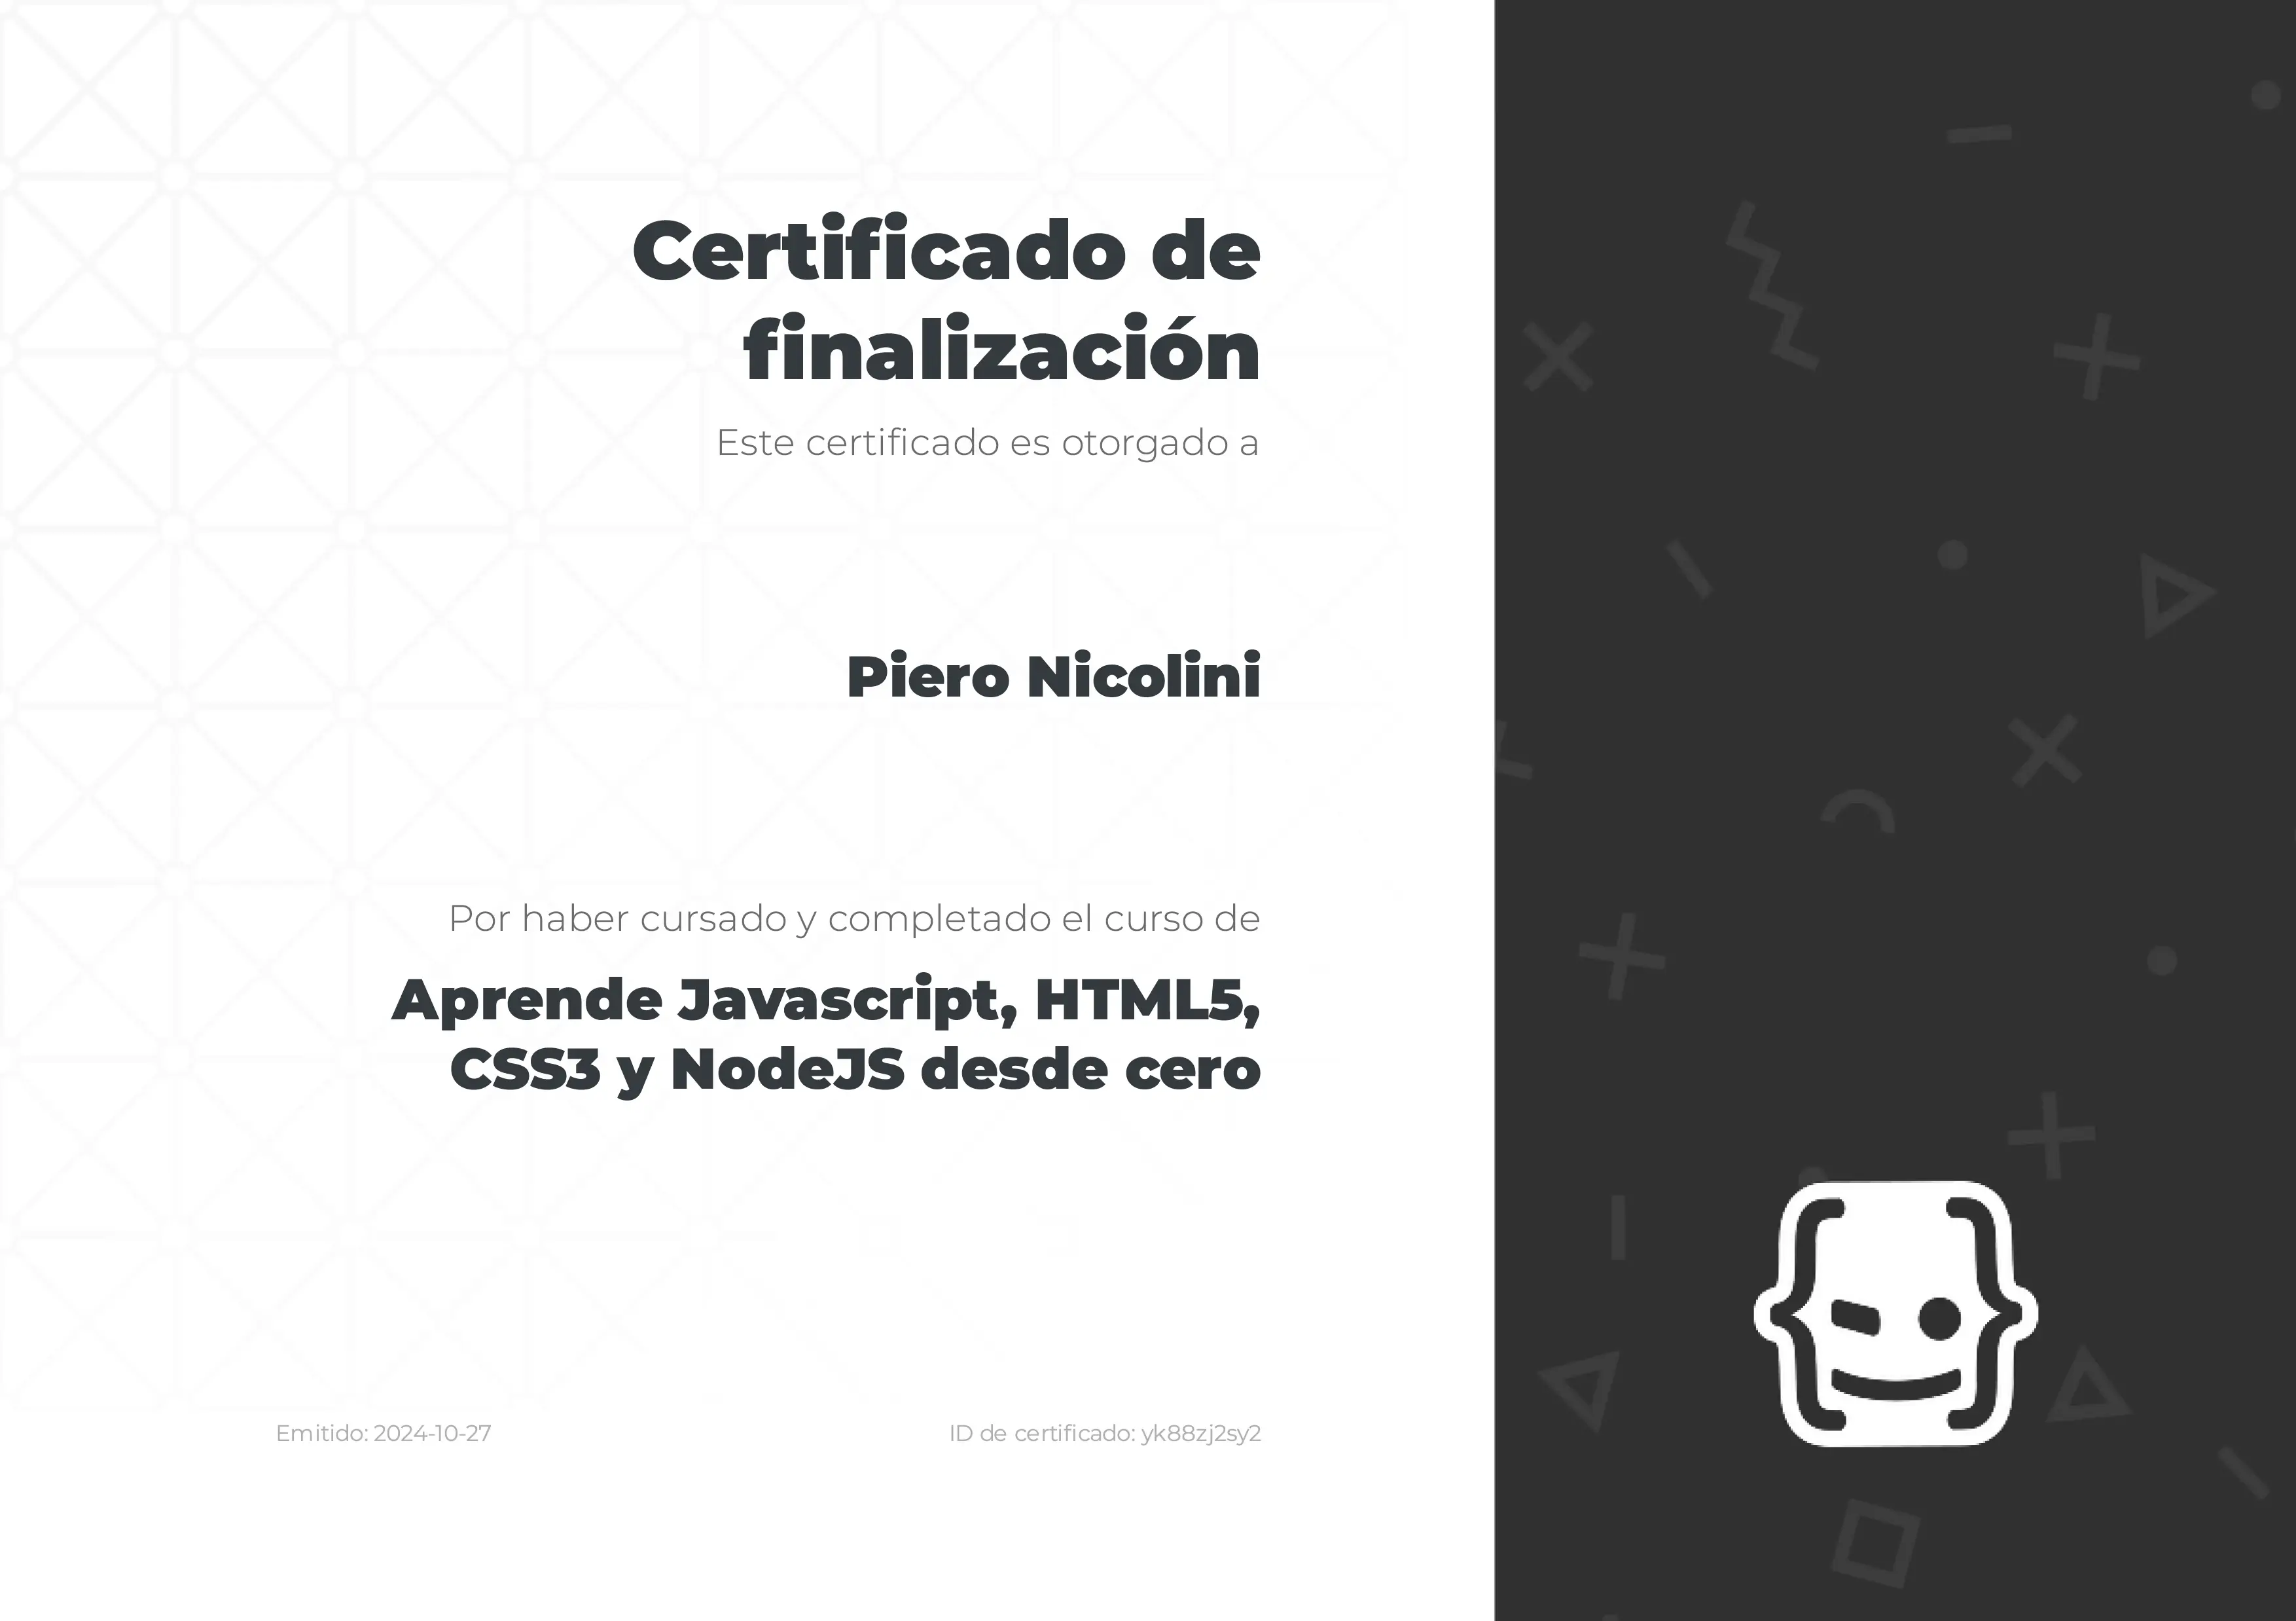 Certificado de
finalización
Este certificado es otorgado a
Piero Nicolini
Por haber cursado y completado el curso de
Aprende Javascript, HTML5,
CSS3 y NodeJS desde cero
Emitido: 2024-10-27
ID de certificado: yk88zj2sy2